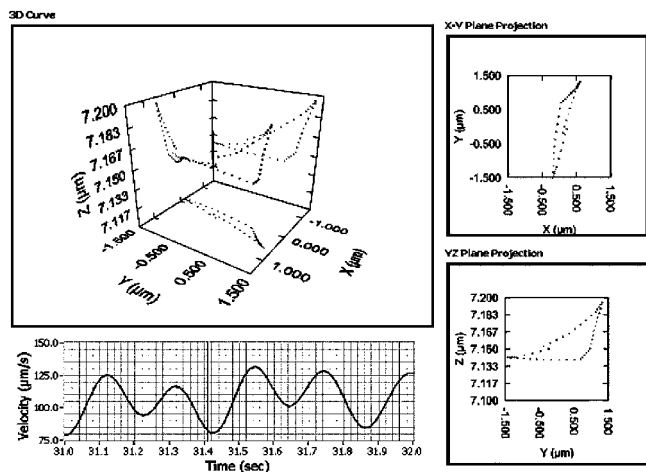 3D Curve
7.200
7.183
7.167
7.150
7.133
7.117
Z (μm)
-1.500
-0.500
0.500
1.500
Y (μm)
-1.000
0.000
1.000
X (μm)
X-Y Plane Projection
1.500
0.500
-0.500
-1.500
Y (μm)
-1.500
-0.500
0.500
1.500
X (μm)
YZ Plane Projection
7.200
7.183
7.167
7.150
7.133
7.117
7.100
Z (μm)
-1.500
-0.500
0.500
1.500
Y (μm)
150.0
125.0
100.0
75.0
Velocity (μm/s)
31.0 31.1 31.2 31.3 31.4 31.5 31.6 31.7 31.8 31.9 32.0
Time (sec)